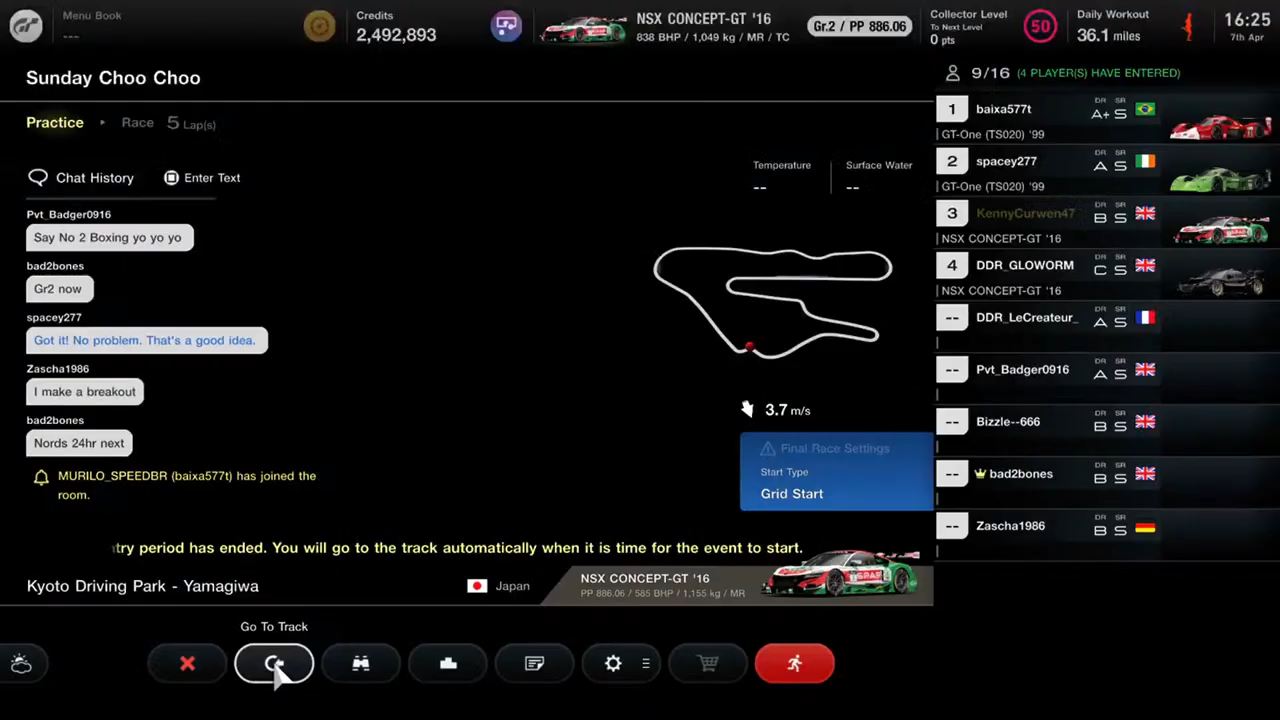 Menu Book
---
Credits
2,492,893
NSX CONCEPT-GT '16
838 BHP / 1,049 kg / MR / TC
Gr.2 / PP 886.06
Collector Level
To Next Level
0 pts
50
Daily Workout
36.1 miles
16:25
7th Apr
Sunday Choo Choo
Practice
Race 5 Lap(s)
Chat History
Enter Text
Pvt_Badger0916
Say No 2 Boxing yo yo yo
bad2bones
Gr2 now
spacey277
Got it! No problem. That's a good idea.
Zascha1986
I make a breakout
bad2bones
Nords 24hr next
MURILO_SPEEDBR (baixa577t) has joined the
room.
Temperature
--
Surface Water
--
3.7 m/s
Final Race Settings
Start Type
Grid Start
try period has ended. You will go to the track automatically when it is time for the event to start.
Kyoto Driving Park - Yamagiwa
Japan
NSX CONCEPT-GT '16
PP 886.06 / 585 BHP / 1,155 kg / MR
Go To Track
9/16 (4 PLAYER(S) HAVE ENTERED)
1 baixa577t DR A+ SR S
GT-One (TS020) '99
2 spacey277 DR A SR S
GT-One (TS020) '99
3 KennyCurwen47 DR B SR S
NSX CONCEPT-GT '16
4 DDR_GLOWORM DR C SR S
NSX CONCEPT-GT '16
-- DDR_LeCreateur_ DR A SR S
-- Pvt_Badger0916 DR A SR S
-- Bizzle--666 DR B SR S
-- bad2bones DR B SR S
-- Zascha1986 DR B SR S